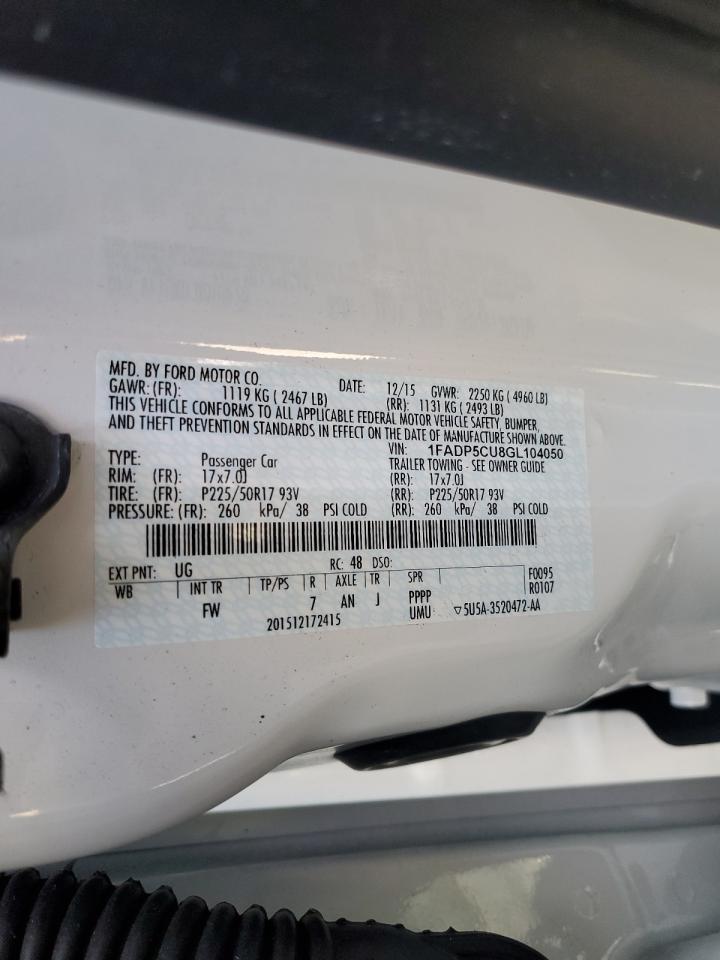 MFD. BY FORD MOTOR CO. DATE: 12/15 GVWR: 2250 KG ( 4960 LB)
GAWR: (FR): 1119 KG ( 2467 LB) (RR): 1131 KG ( 2493 LB)
THIS VEHICLE CONFORMS TO ALL APPLICABLE FEDERAL MOTOR VEHICLE SAFETY, BUMPER,
AND THEFT PREVENTION STANDARDS IN EFFECT ON THE DATE OF MANUFACTURE SHOWN ABOVE.
VIN: 1FADP5CU8GL104050
TYPE: Passenger Car TRAILER TOWING - SEE OWNER GUIDE
RIM: (FR): 17x7.0J (RR): 17x7.0J
TIRE: (FR): P225/50R17 93V (RR): P225/50R17 93V
PRESSURE: (FR): 260 kPa/ 38 PSI COLD (RR): 260 kPa/ 38 PSI COLD
EXT PNT: UG RC: 48 DSO:
WB INT TR TP/PS R AXLE TR SPR F0095
FW 7 AN J PPPP R0107
201512172415 UMU ▽5U5A-3520472-AA